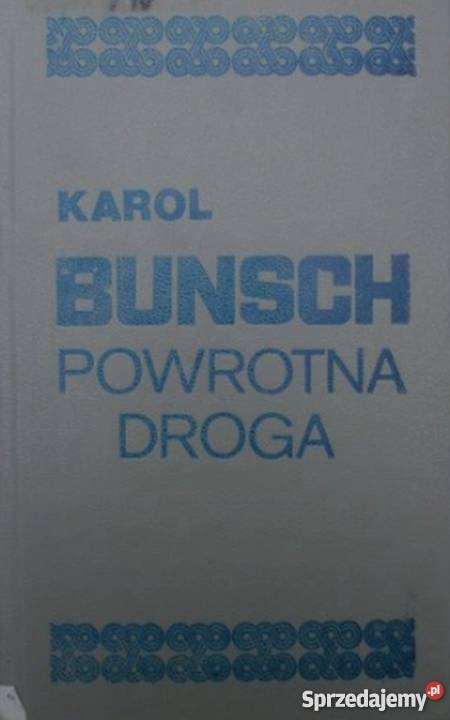 KAROL
BUNSCH
POWROTNA
DROGA
Sprzedajemy.pl